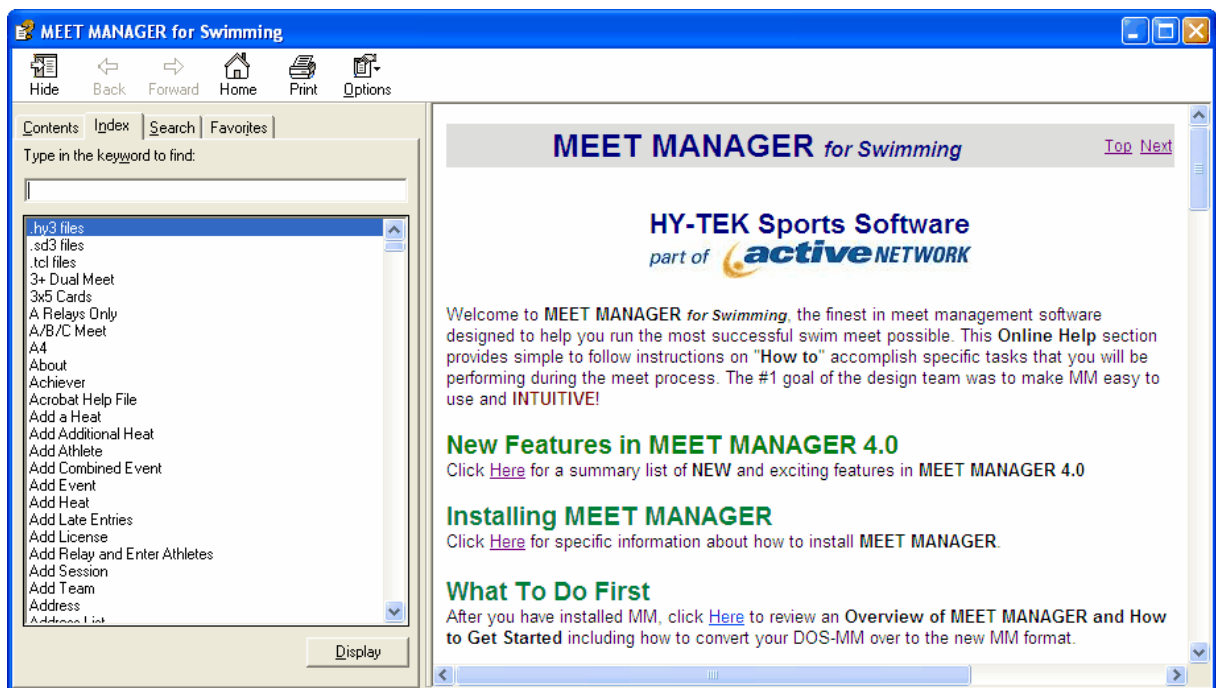 MEET MANAGER for Swimming
Hide Back Forward Home Print Options
Contents Index Search Favorites
Type in the keyword to find:
.hy3 files
.sd3 files
.tcl files
3+ Dual Meet
3x5 Cards
A Relays Only
A/B/C Meet
A4
About
Achiever
Acrobat Help File
Add a Heat
Add Additional Heat
Add Athlete
Add Combined Event
Add Event
Add Heat
Add Late Entries
Add License
Add Relay and Enter Athletes
Add Session
Add Team
Address
Address List
Display
MEET MANAGER for Swimming Top Next
HY-TEK Sports Software
part of active NETWORK
Welcome to MEET MANAGER for Swimming, the finest in meet management software
designed to help you run the most successful swim meet possible. This Online Help section
provides simple to follow instructions on "How to" accomplish specific tasks that you will be
performing during the meet process. The #1 goal of the design team was to make MM easy to
use and INTUITIVE!
New Features in MEET MANAGER 4.0
Click Here for a summary list of NEW and exciting features in MEET MANAGER 4.0
Installing MEET MANAGER
Click Here for specific information about how to install MEET MANAGER.
What To Do First
After you have installed MM, click Here to review an Overview of MEET MANAGER and How
to Get Started including how to convert your DOS-MM over to the new MM format.